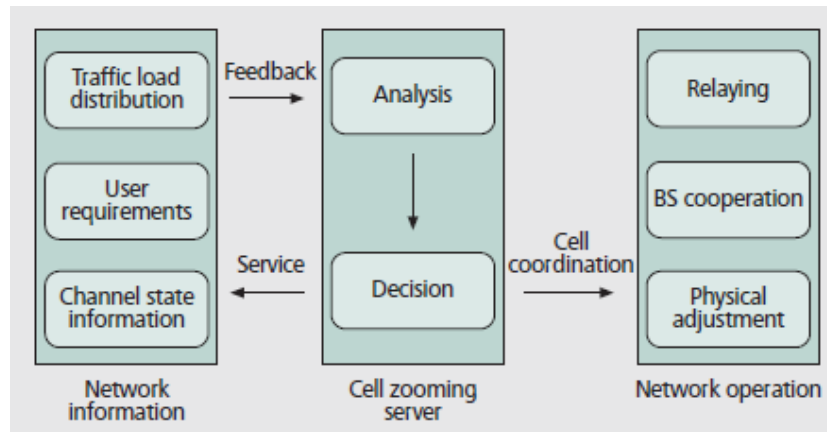 Traffic load
distribution
User
requirements
Channel state
information
Network
information
Feedback
Service
Analysis
Decision
Cell zooming
server
Cell
coordination
Relaying
BS cooperation
Physical
adjustment
Network operation